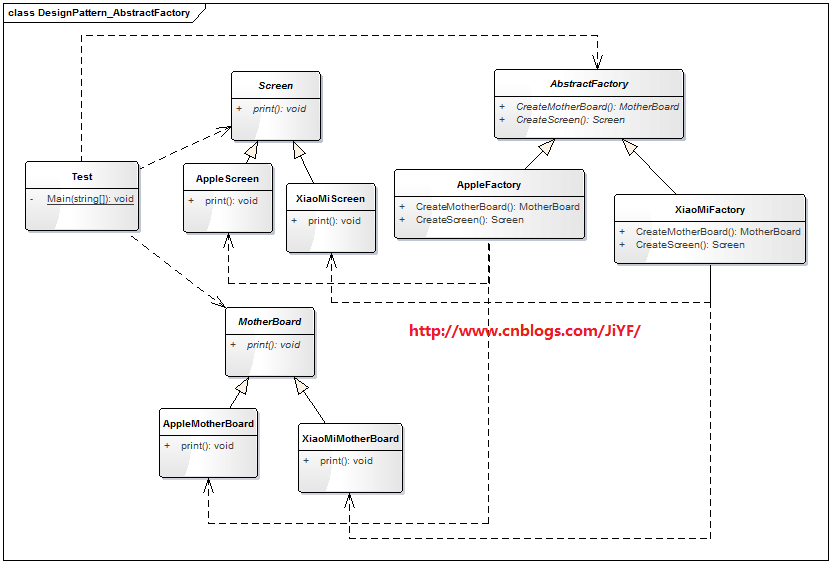 class DesignPattern_AbstractFactory
Screen
+ print(): void
AbstractFactory
+ CreateMotherBoard(): MotherBoard
+ CreateScreen(): Screen
Test
- Main(string[]): void
AppleScreen
+ print(): void
XiaoMiScreen
+ print(): void
AppleFactory
+ CreateMotherBoard(): MotherBoard
+ CreateScreen(): Screen
XiaoMiFactory
+ CreateMotherBoard(): MotherBoard
+ CreateScreen(): Screen
MotherBoard
+ print(): void
http://www.cnblogs.com/JiYF/
AppleMotherBoard
+ print(): void
XiaoMiMotherBoard
+ print(): void